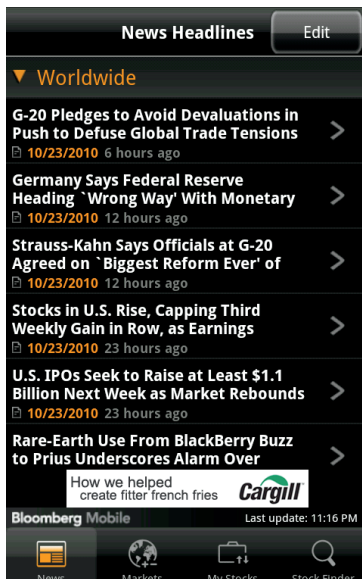 News Headlines
Edit
Worldwide
G-20 Pledges to Avoid Devaluations in
Push to Defuse Global Trade Tensions
10/23/2010 6 hours ago
Germany Says Federal Reserve
Heading `Wrong Way' With Monetary
10/23/2010 12 hours ago
Strauss-Kahn Says Officials at G-20
Agreed on `Biggest Reform Ever' of
10/23/2010 12 hours ago
Stocks in U.S. Rise, Capping Third
Weekly Gain in Row, as Earnings
10/23/2010 23 hours ago
U.S. IPOs Seek to Raise at Least $1.1
Billion Next Week as Market Rebounds
10/23/2010 23 hours ago
Rare-Earth Use From BlackBerry Buzz
to Prius Underscores Alarm Over
How we helped
create fitter french fries
Cargill
Bloomberg Mobile
Last update: 11:16 PM
News
Markets
My Stocks
Stock Finder